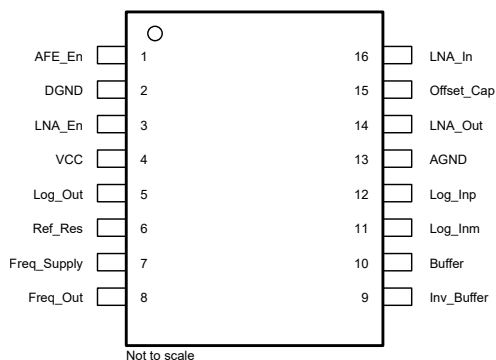 AFE_En 1 16 LNA_In
DGND 2 15 Offset_Cap
LNA_En 3 14 LNA_Out
VCC 4 13 AGND
Log_Out 5 12 Log_Inp
Ref_Res 6 11 Log_Inm
Freq_Supply 7 10 Buffer
Freq_Out 8 9 Inv_Buffer
Not to scale